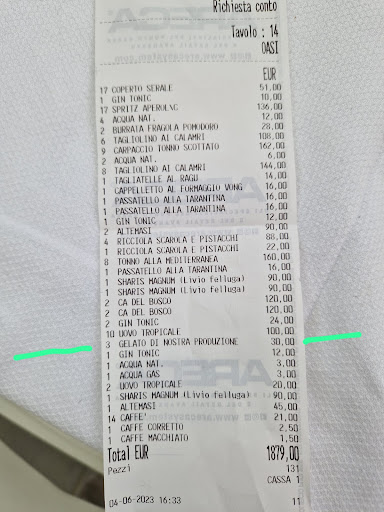 Richiesta conto
Tavolo : 14
OASI
EUR
17 COPERTO SERALE 51,00
1 GIN TONIC 10,00
17 SPRITZ APEROL\C 136,00
4 ACQUA NAT. 12,00
2 BURRATA FRAGOLA POMODORO 28,00
6 TAGLIOLINO AI CALAMRI 108,00
9 CARPACCIO TONNO SCOTTATO 162,00
2 ACQUA NAT. 6,00
8 TAGLIOLINO AI CALAMRI 144,00
1 TAGLIATELLE AL RAGU 14,00
1 CAPPELLETTO AL FORMAGGIO VONG 16,00
1 PASSATELLO ALLA TARANTINA 16,00
1 PASSATELLO ALLA TARANTINA 16,00
1 GIN TONIC 12,00
2 ALTEMASI 90,00
4 RICCIOLA SCAROLA E PISTACCHI 88,00
1 RICCIOLA SCAROLA E PISTACCHI 22,00
8 TONNO ALLA MEDITERRANEA 160,00
1 PASSATELLO ALLA TARANTINA 16,00
1 SHARIS MAGNUM (Livio felluga) 90,00
1 SHARIS MAGNUM (Livio felluga) 90,00
2 CA DEL BOSCO 120,00
2 CA DEL BOSCO 120,00
2 GIN TONIC 24,00
10 UOVO TROPICALE 100,00
3 GELATO DI NOSTRA PRODUZIONE 30,00
1 GIN TONIC 12,00
1 ACQUA NAT. 3,00
1 ACQUA GAS 3,00
2 UOVO TROPICALE 20,00
1 SHARIS MAGNUM (Livio felluga) 90,00
1 ALTEMASI 45,00
14 CAFFE' 21,00
1 CAFFE CORRETTO 2,50
1 CAFFE MACCHIATO 1,50
Total EUR 1879,00
Pezzi 131
CASSA 1
04-06-2023 16:33 11